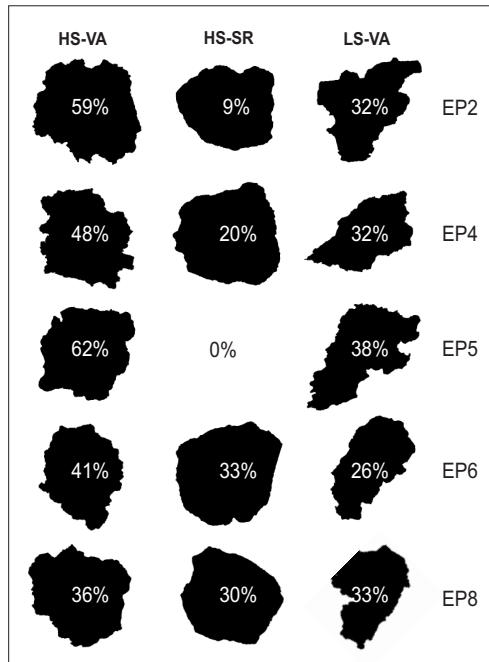 HS-VA HS-SR LS-VA
59% 9% 32% EP2
48% 20% 32% EP4
62% 0% 38% EP5
41% 33% 26% EP6
36% 30% 33% EP8